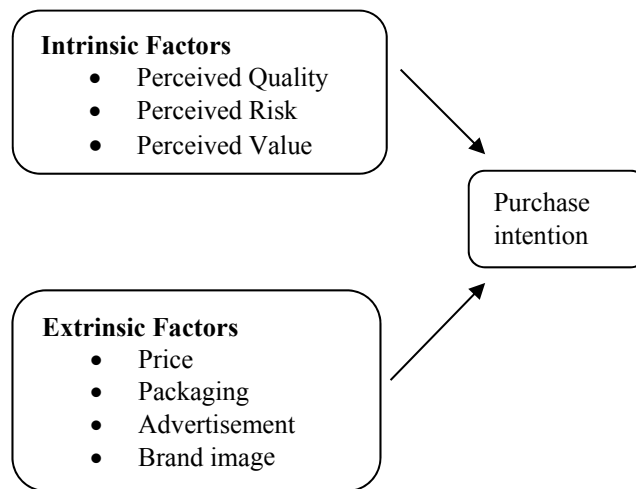 Intrinsic Factors
• Perceived Quality
• Perceived Risk
• Perceived Value
Purchase
intention
Extrinsic Factors
• Price
• Packaging
• Advertisement
• Brand image